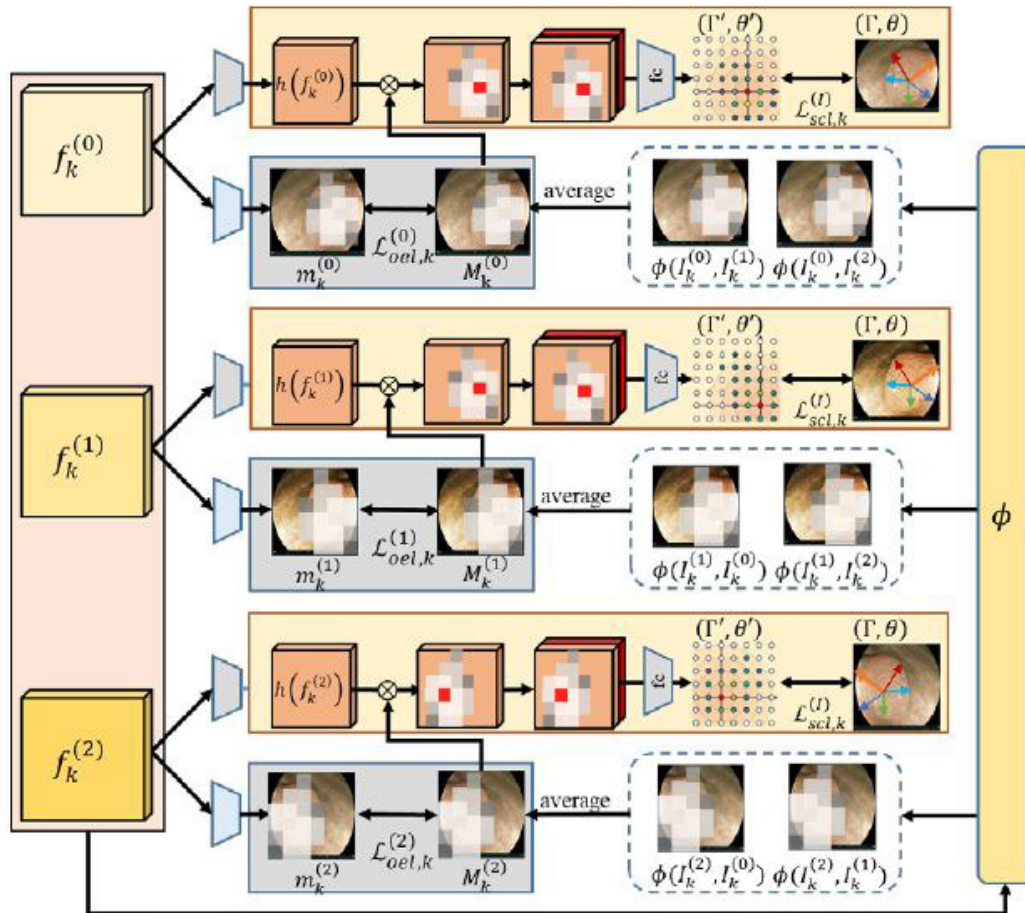 (Γ′, θ′) (Γ, θ)
h(f_k^{(0)}) fc
ℒ_{scl,k}^{(I)}
f_k^{(0)}
average
ℒ_{oel,k}^{(0)}
m_k^{(0)} M_k^{(0)} ϕ(I_k^{(0)}, I_k^{(1)}) ϕ(I_k^{(0)}, I_k^{(2)})
(Γ′, θ′) (Γ, θ)
h(f_k^{(1)}) fc
ℒ_{scl,k}^{(I)}
f_k^{(1)}
average
ϕ
ℒ_{oel,k}^{(1)}
m_k^{(1)} M_k^{(1)} ϕ(I_k^{(1)}, I_k^{(0)}) ϕ(I_k^{(1)}, I_k^{(2)})
(Γ′, θ′) (Γ, θ)
h(f_k^{(2)}) fc
ℒ_{scl,k}^{(I)}
f_k^{(2)}
average
ℒ_{oel,k}^{(2)}
m_k^{(2)} M_k^{(2)} ϕ(I_k^{(2)}, I_k^{(0)}) ϕ(I_k^{(2)}, I_k^{(1)})